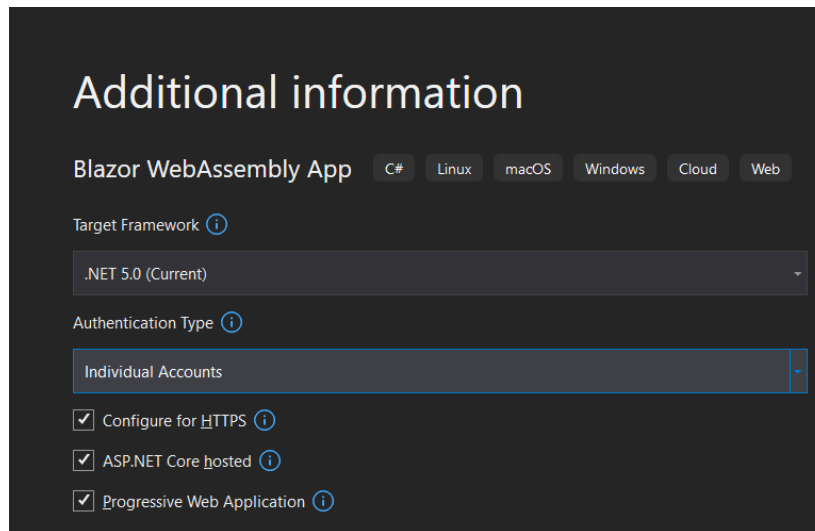 Additional information
Blazor WebAssembly App C# Linux macOS Windows Cloud Web
Target Framework
.NET 5.0 (Current)
Authentication Type
Individual Accounts
Configure for HTTPS
ASP.NET Core hosted
Progressive Web Application